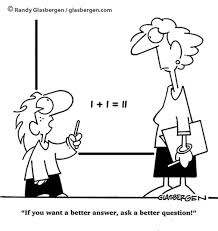 © Randy Glasbergen / glasbergen.com
1 + 1 = 11
GLASBERGEN
"If you want a better answer, ask a better question!"